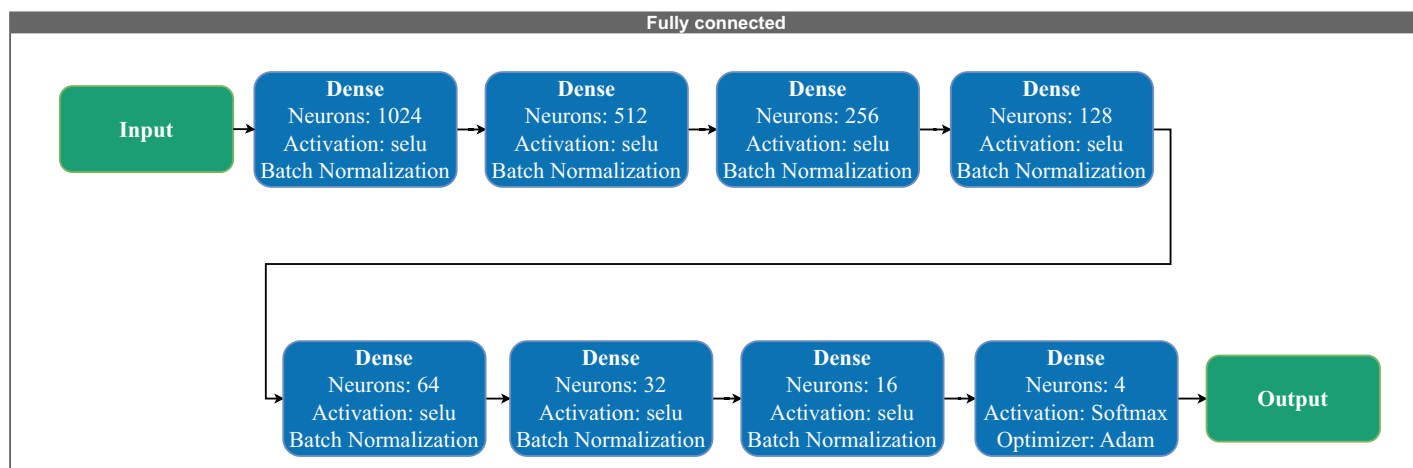 Fully connected
Input
Dense
Neurons: 1024
Activation: selu
Batch Normalization
Dense
Neurons: 512
Activation: selu
Batch Normalization
Dense
Neurons: 256
Activation: selu
Batch Normalization
Dense
Neurons: 128
Activation: selu
Batch Normalization
Dense
Neurons: 64
Activation: selu
Batch Normalization
Dense
Neurons: 32
Activation: selu
Batch Normalization
Dense
Neurons: 16
Activation: selu
Batch Normalization
Dense
Neurons: 4
Activation: Softmax
Optimizer: Adam
Output